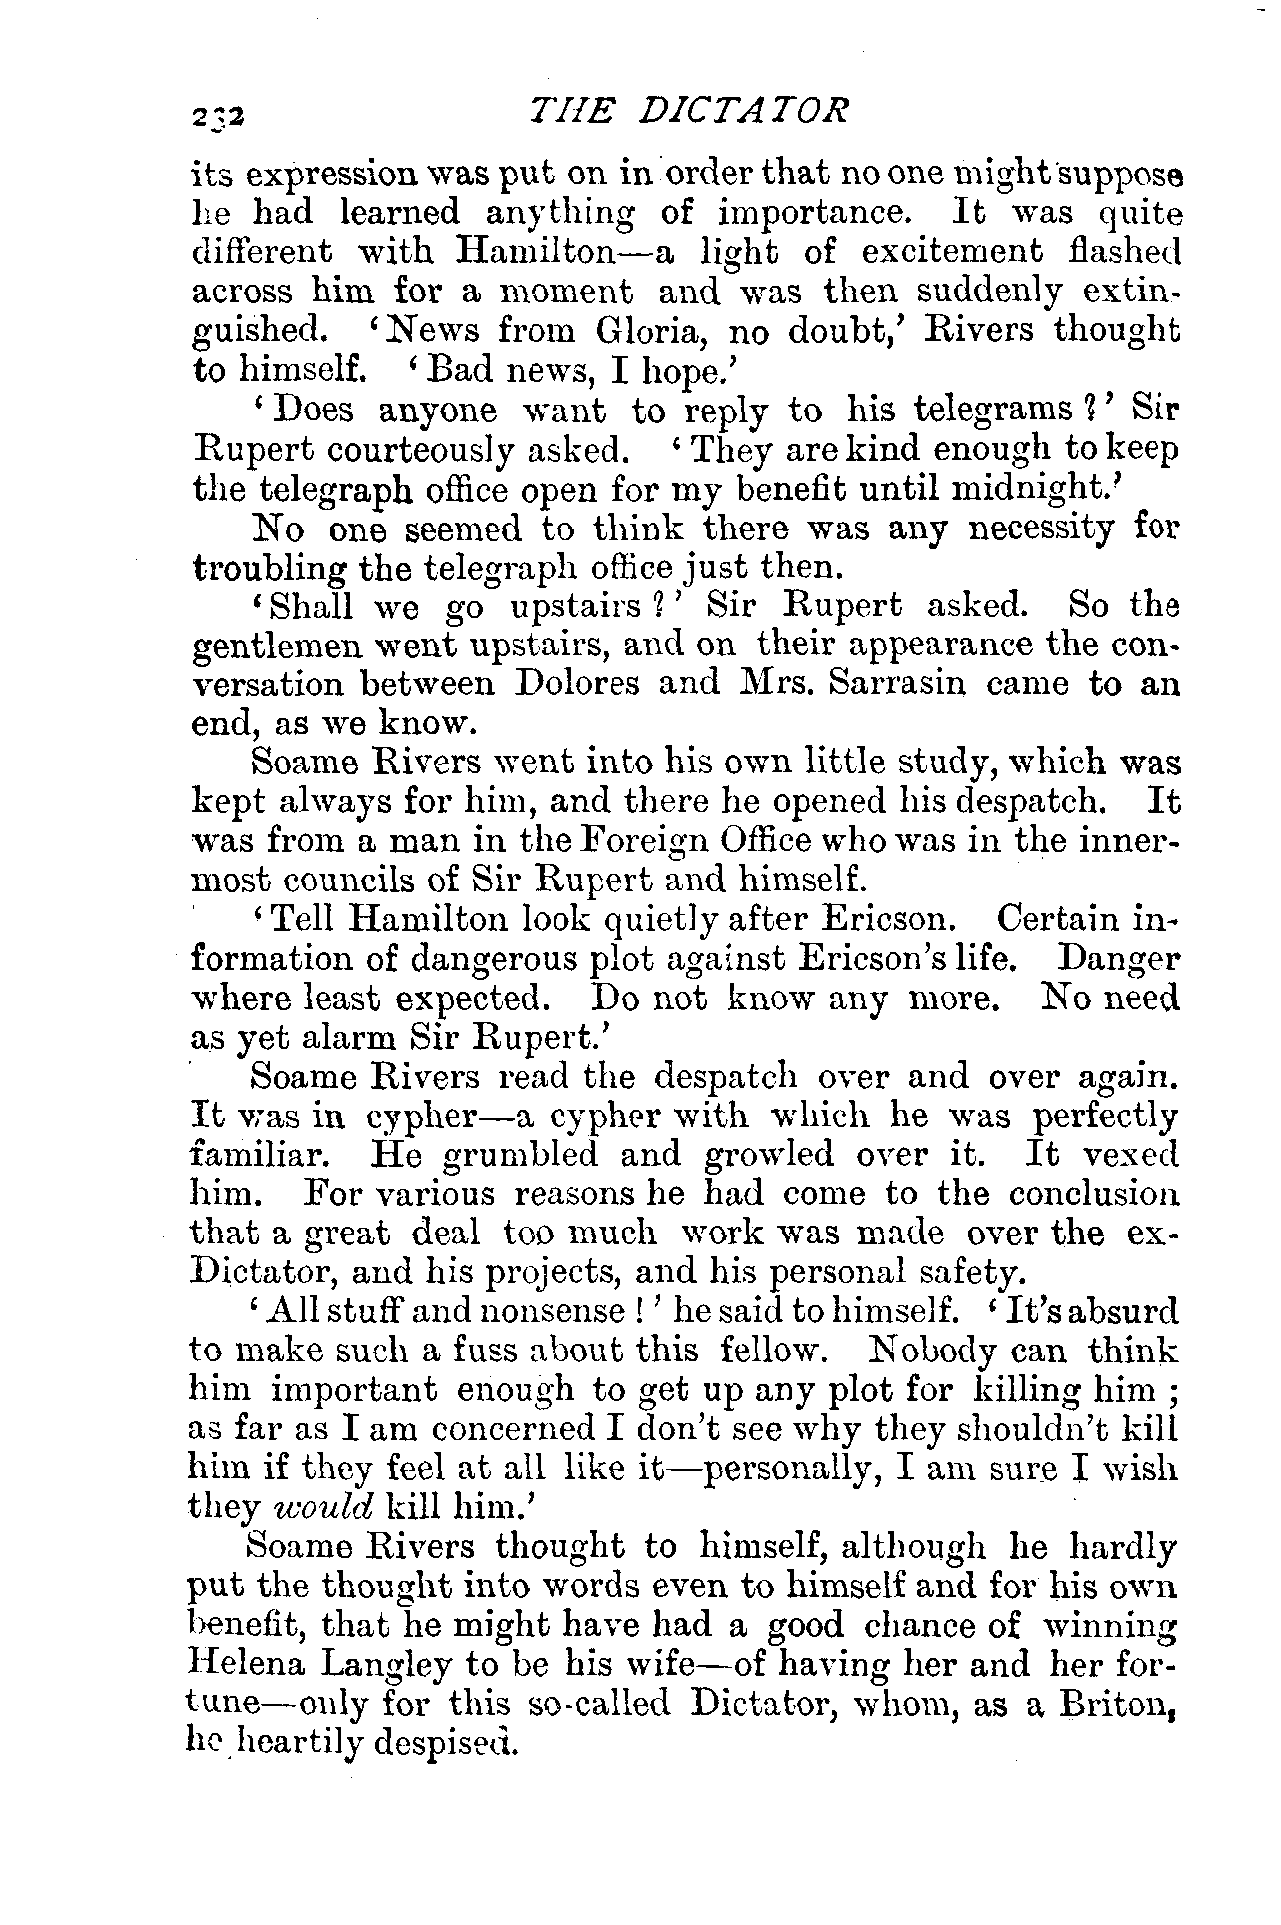 232 THE DICTATOR
its expression was put on in order that no one might suppose
he had learned anything of importance. It was quite
different with Hamilton—a light of excitement flashed
across him for a moment and was then suddenly extin-
guished. ‘News from Gloria, no doubt,’ Rivers thought
to himself. ‘Bad news, I hope.’
‘Does anyone want to reply to his telegrams?’ Sir
Rupert courteously asked. ‘They are kind enough to keep
the telegraph office open for my benefit until midnight.’
No one seemed to think there was any necessity for
troubling the telegraph office just then.
‘Shall we go upstairs?’ Sir Rupert asked. So the
gentlemen went upstairs, and on their appearance the con-
versation between Dolores and Mrs. Sarrasin came to an
end, as we know.
Soame Rivers went into his own little study, which was
kept always for him, and there he opened his despatch. It
was from a man in the Foreign Office who was in the inner-
most councils of Sir Rupert and himself.
‘Tell Hamilton look quietly after Ericson. Certain in-
formation of dangerous plot against Ericson’s life. Danger
where least expected. Do not know any more. No need
as yet alarm Sir Rupert.’
Soame Rivers read the despatch over and over again.
It was in cypher—a cypher with which he was perfectly
familiar. He grumbled and growled over it. It vexed
him. For various reasons he had come to the conclusion
that a great deal too much work was made over the ex-
Dictator, and his projects, and his personal safety.
‘All stuff and nonsense!’ he said to himself. ‘It’s absurd
to make such a fuss about this fellow. Nobody can think
him important enough to get up any plot for killing him;
as far as I am concerned I don’t see why they shouldn’t kill
him if they feel at all like it—personally, I am sure I wish
they would kill him.’
Soame Rivers thought to himself, although he hardly
put the thought into words even to himself and for his own
benefit, that he might have had a good chance of winning
Helena Langley to be his wife—of having her and her for-
tune—only for this so-called Dictator, whom, as a Briton,
he heartily despised.